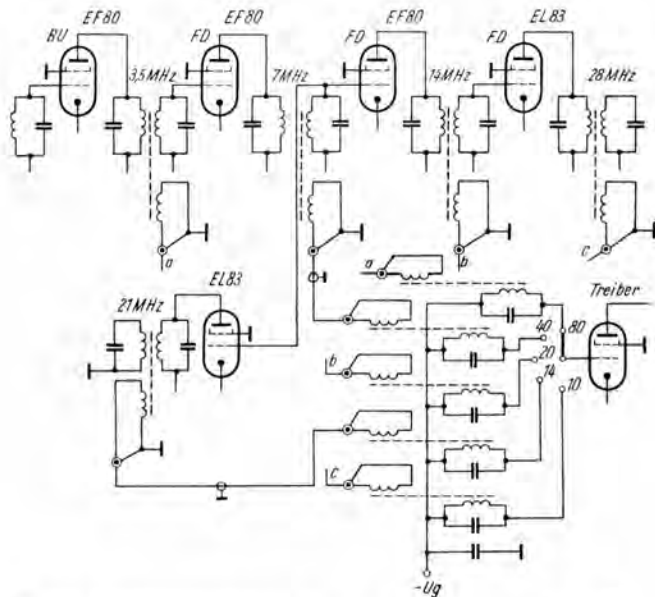 EF80
EF80
EF80
EL83
BU
FD
FD
FD
3,5MHz
7MHz
14MHz
28MHz
a
b
c
a
21MHz
EL83
Treiber
40
80
20
14
10
b
c
-Ug